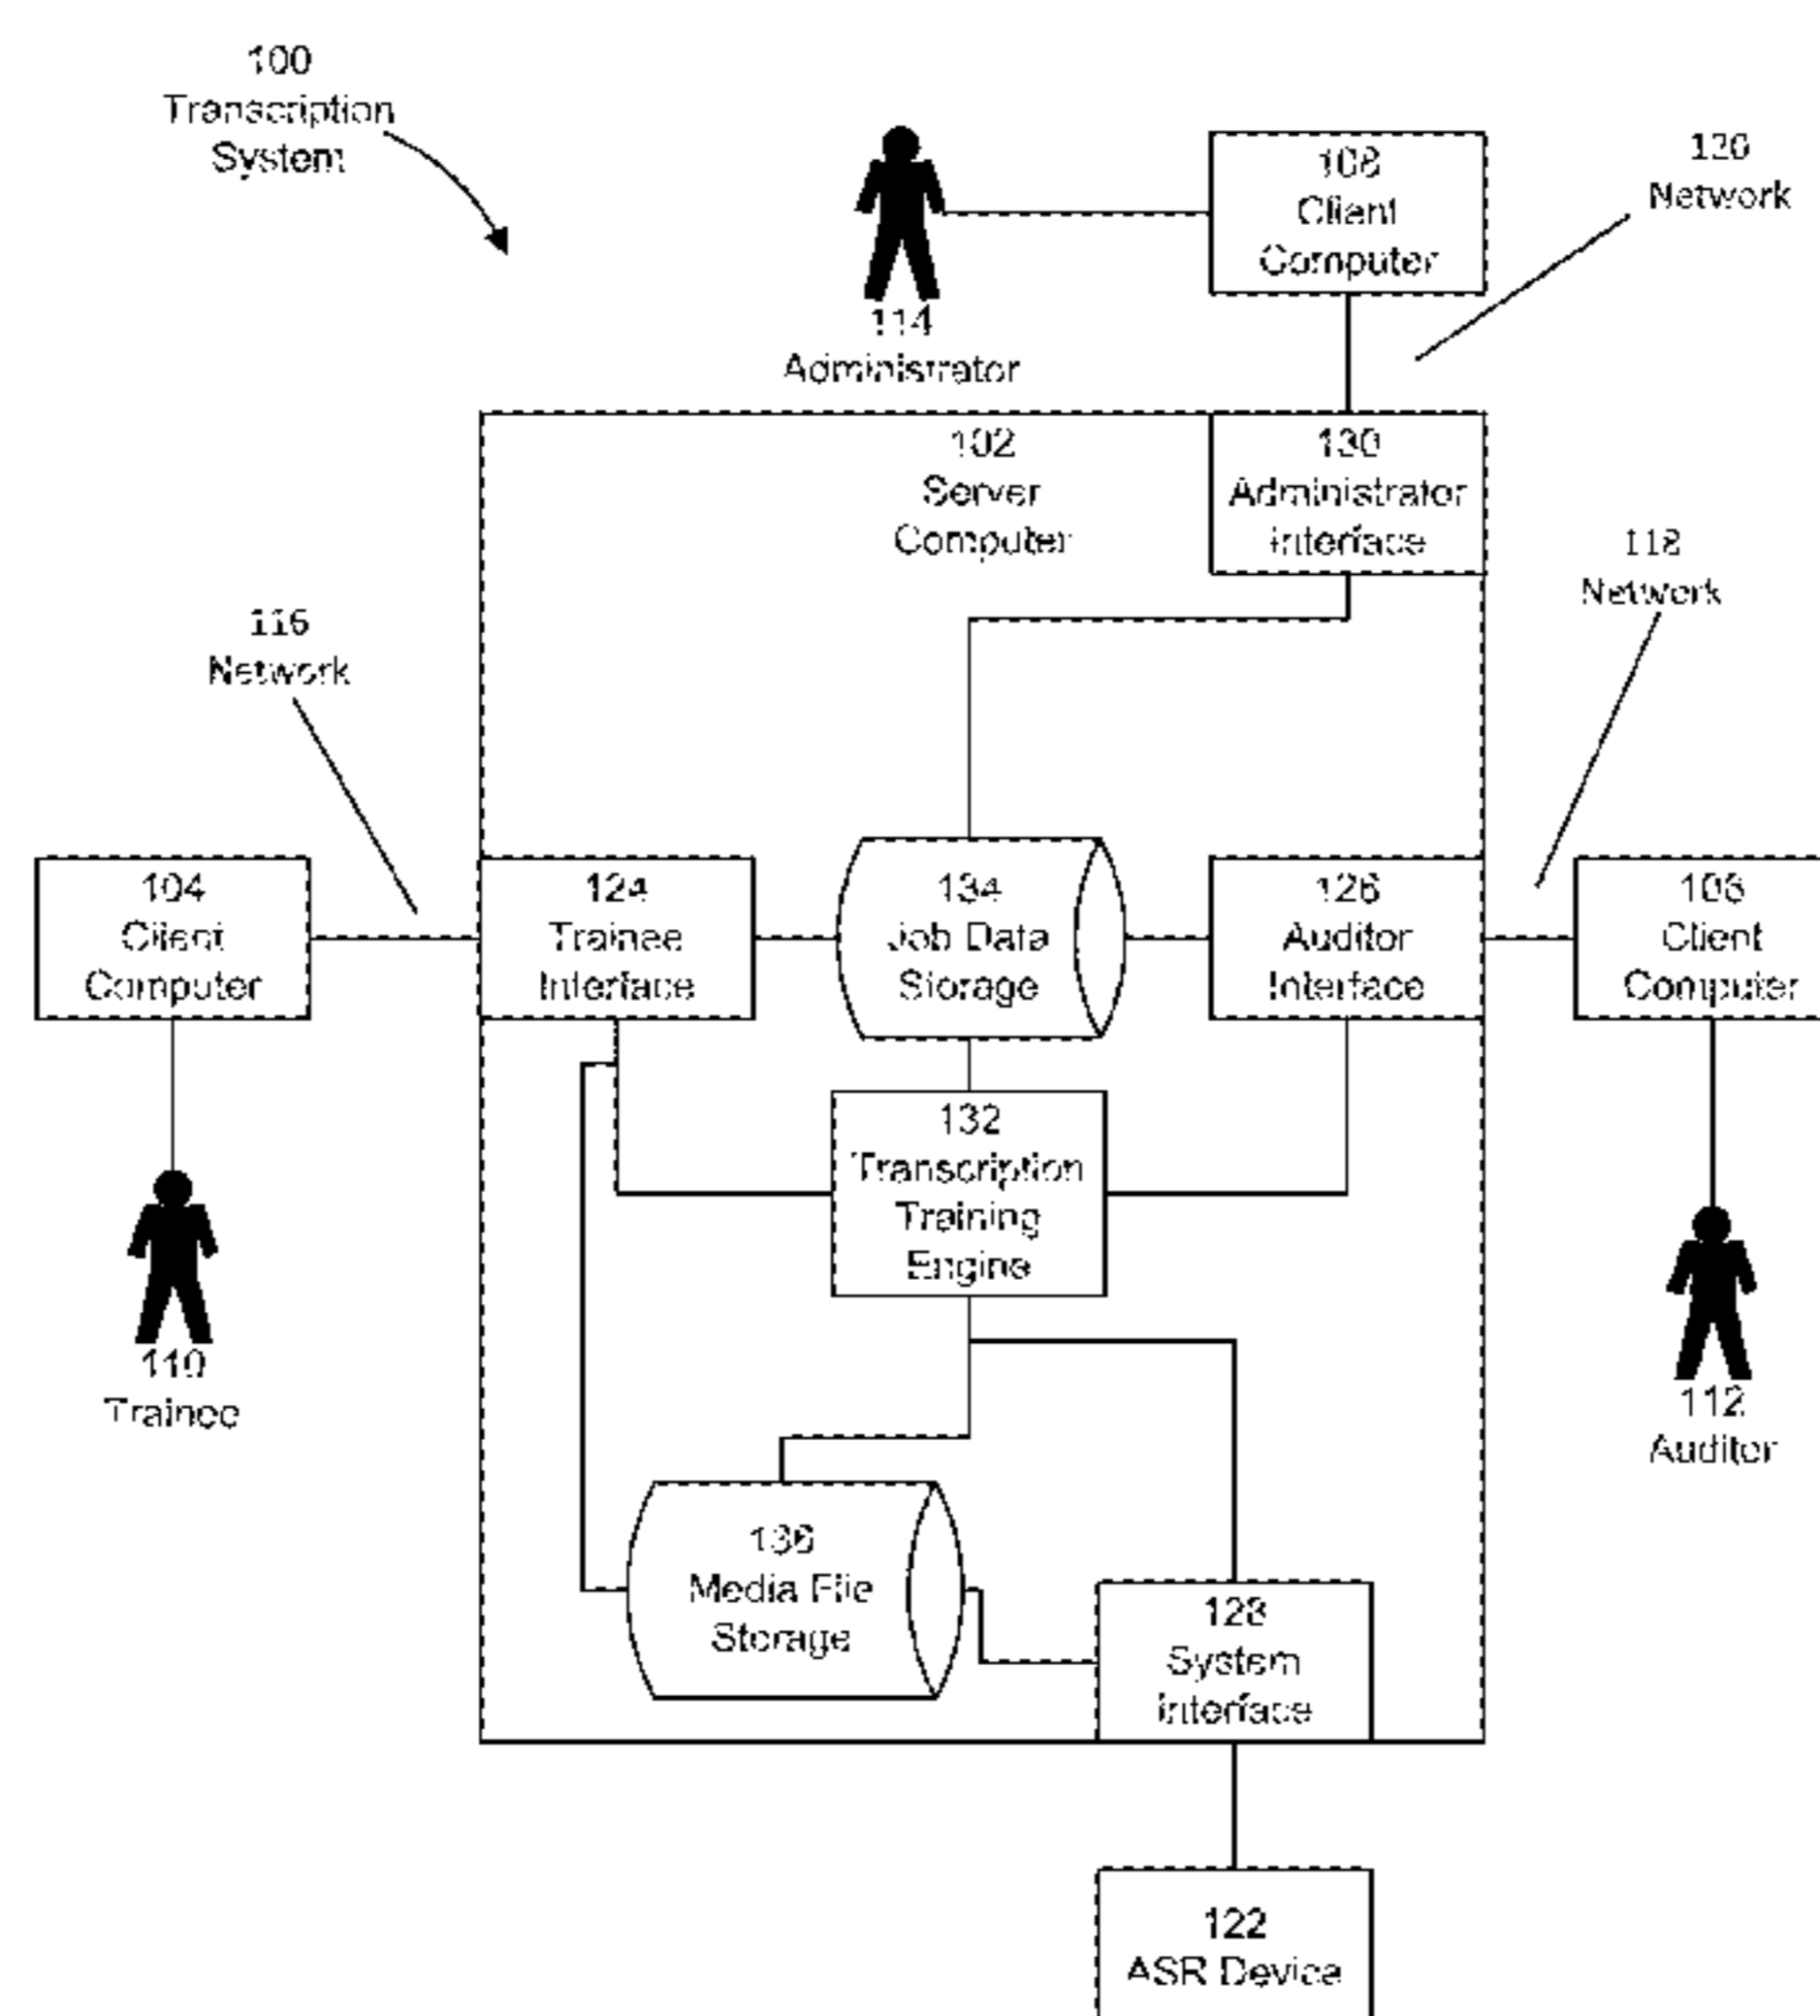 100
Transcription
System
114
Administrator
108
Client
Computer
120
Network
102
Server
Computer
130
Administrator
Interface
118
Network
116
Network
104
Client
Computer
124
Trainee
Interface
134
Job Data
Storage
126
Auditor
Interface
106
Client
Computer
132
Transcription
Training
Engine
110
Trainee
112
Auditor
136
Media File
Storage
128
System
Interface
122
ASR Device